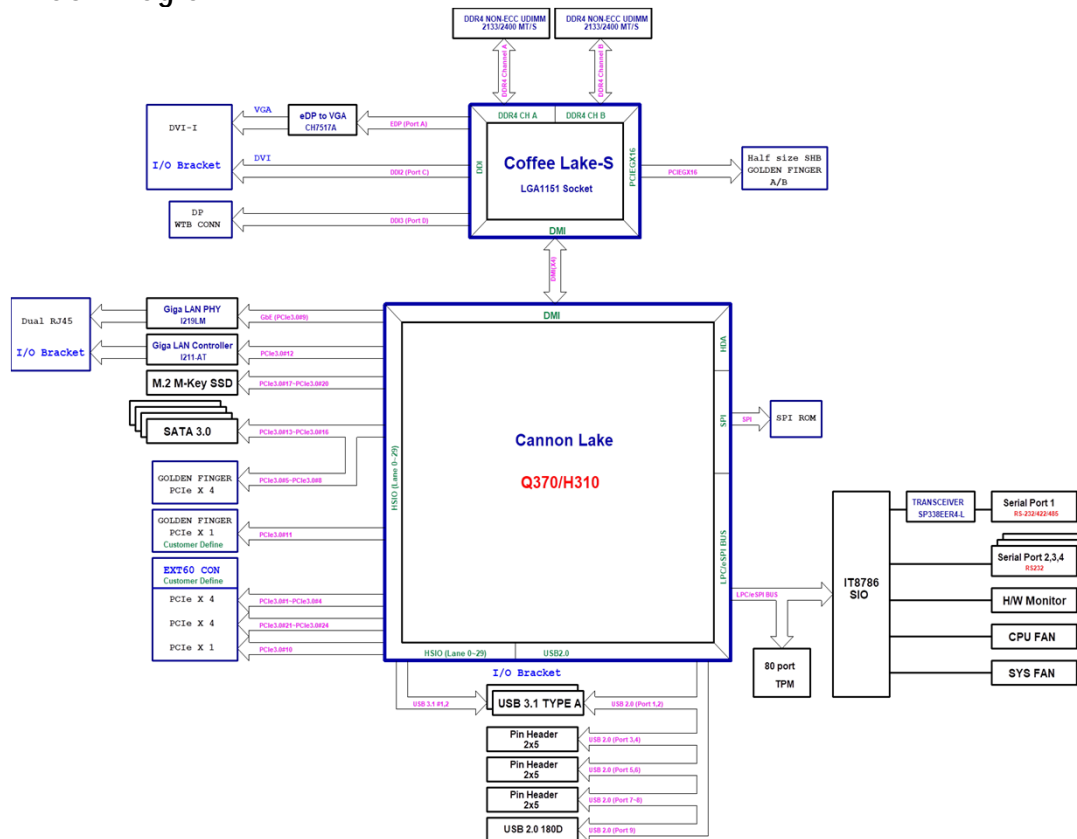 DDR4 NON-ECC UDIMM
2133/2400 MT/S
DDR4 NON-ECC UDIMM
2133/2400 MT/S
DDR4 Channel A
DDR4 Channel B
DVI-I
I/O Bracket
VGA
eDP to VGA
CH7517A
EDP (Port A)
DVI
DDI2 (Port C)
DP
WTB CONN
DDI3 (Port D)
DDR4 CH A
DDR4 CH B
DDI
Coffee Lake-S
LGA1151 Socket
PCIEGX16
DMI
PCIEGX16
Half size SHB
GOLDEN FINGER
A/B
DMI(X4)
Dual RJ45
I/O Bracket
Giga LAN PHY
I219LM
GbE (PCIe3.0#9)
Giga LAN Controller
I211-AT
PCIe3.0#12
M.2 M-Key SSD
PCIe3.0#17~PCIe3.0#20
SATA 3.0
PCIe3.0#13~PCIe3.0#16
GOLDEN FINGER
PCIe X 4
PCIe3.0#5~PCIe3.0#8
GOLDEN FINGER
PCIe X 1
Customer Define
PCIe3.0#11
EXT60 CON
Customer Define
PCIe X 4
PCIe3.0#1~PCIe3.0#4
PCIe X 4
PCIe3.0#21~PCIe3.0#24
PCIe X 1
PCIe3.0#10
DMI
HSIO (Lane 0~29)
Cannon Lake
Q370/H310
HDA
SPI
LPC/eSPI BUS
HSIO (Lane 0~29)
USB2.0
SPI
SPI ROM
LPC/eSPI BUS
80 port
TPM
IT8786
SIO
TRANSCEIVER
SP338EER4-L
Serial Port 1
RS-232/422/485
Serial Port 2,3,4
RS232
H/W Monitor
CPU FAN
SYS FAN
I/O Bracket
USB 3.1 #1,2
USB 3.1 TYPE A
USB 2.0 (Port 1,2)
Pin Header
2x5
USB 2.0 (Port 3,4)
Pin Header
2x5
USB 2.0 (Port 5,6)
Pin Header
2x5
USB 2.0 (Port 7~8)
USB 2.0 180D
USB 2.0 (Port 9)